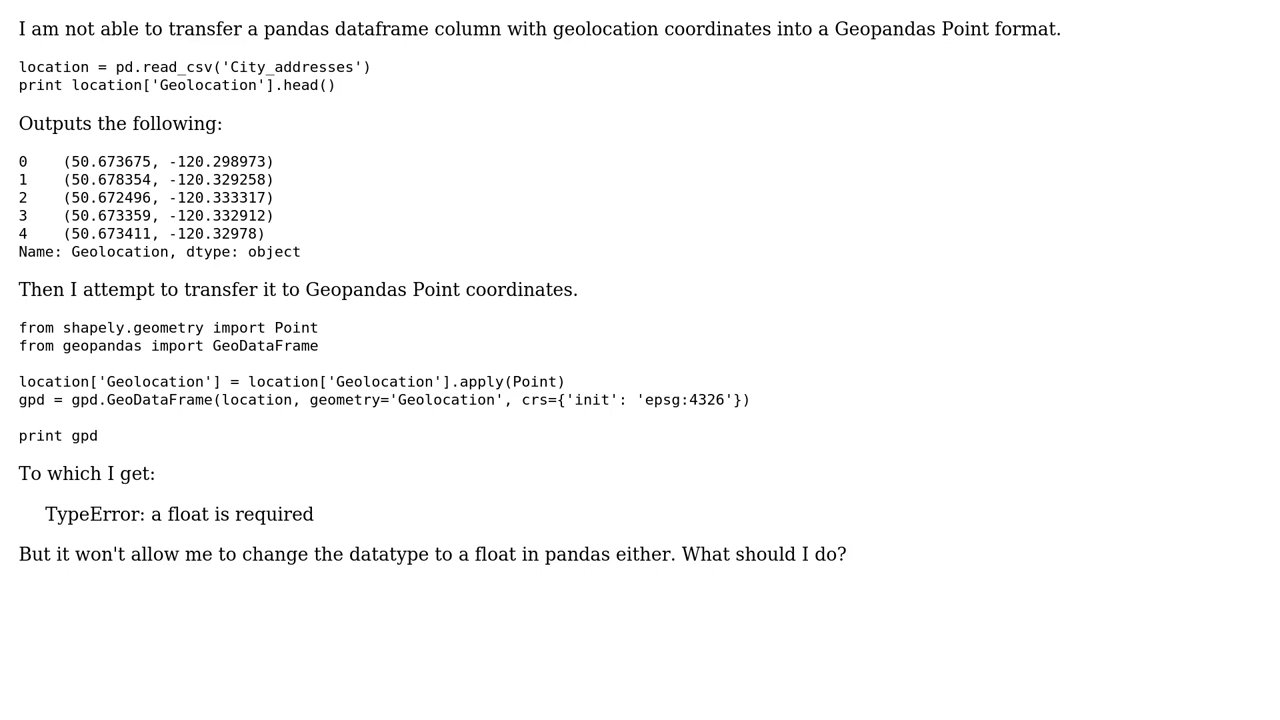 I am not able to transfer a pandas dataframe column with geolocation coordinates into a Geopandas Point format.
location = pd.read_csv('City_addresses')
print location['Geolocation'].head()
Outputs the following:
0    (50.673675, -120.298973)
1    (50.678354, -120.329258)
2    (50.672496, -120.333317)
3    (50.673359, -120.332912)
4    (50.673411, -120.32978)
Name: Geolocation, dtype: object
Then I attempt to transfer it to Geopandas Point coordinates.
from shapely.geometry import Point
from geopandas import GeoDataFrame
location['Geolocation'] = location['Geolocation'].apply(Point)
gpd = gpd.GeoDataFrame(location, geometry='Geolocation', crs={'init': 'epsg:4326'})
print gpd
To which I get:
TypeError: a float is required
But it won't allow me to change the datatype to a float in pandas either. What should I do?